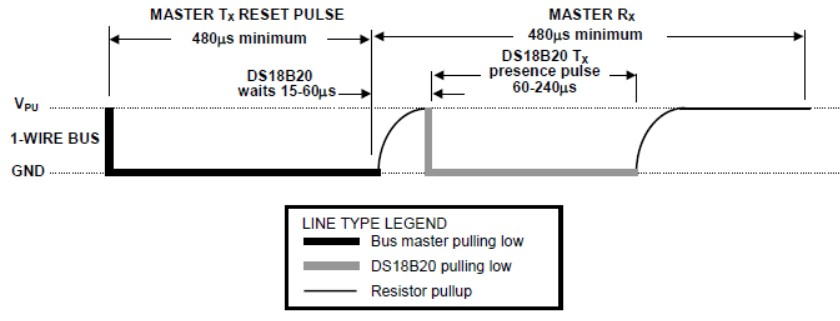 MASTER TX RESET PULSE
480µs minimum
MASTER RX
480µs minimum
DS18B20
waits 15-60µs
DS18B20 TX
presence pulse
60-240µs
VPU
1-WIRE BUS
GND
LINE TYPE LEGEND
Bus master pulling low
DS18B20 pulling low
Resistor pullup